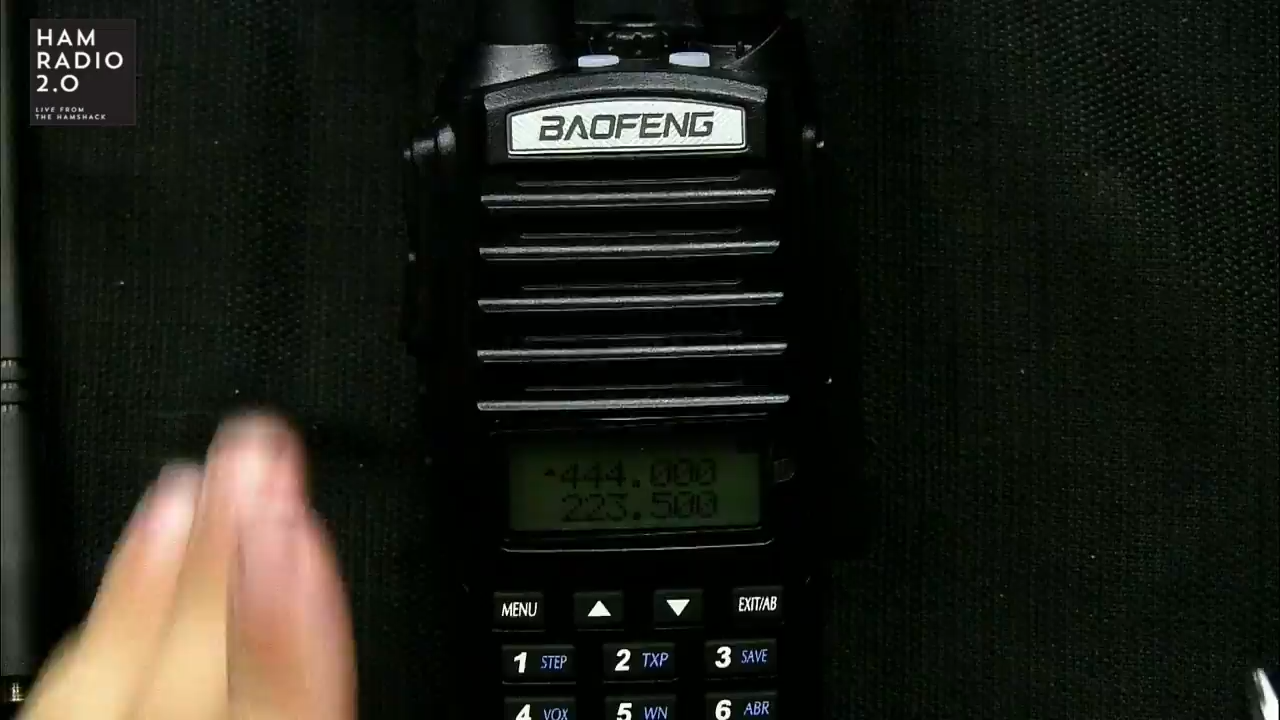 HAM
RADIO
2.0
LIVE FROM
THE HAMSHACK
BAOFENG
444.000
223.500
MENU ▲ ▼ EXIT/AB
1 STEP 2 TXP 3 SAVE
4 VOX 5 WN 6 ABR